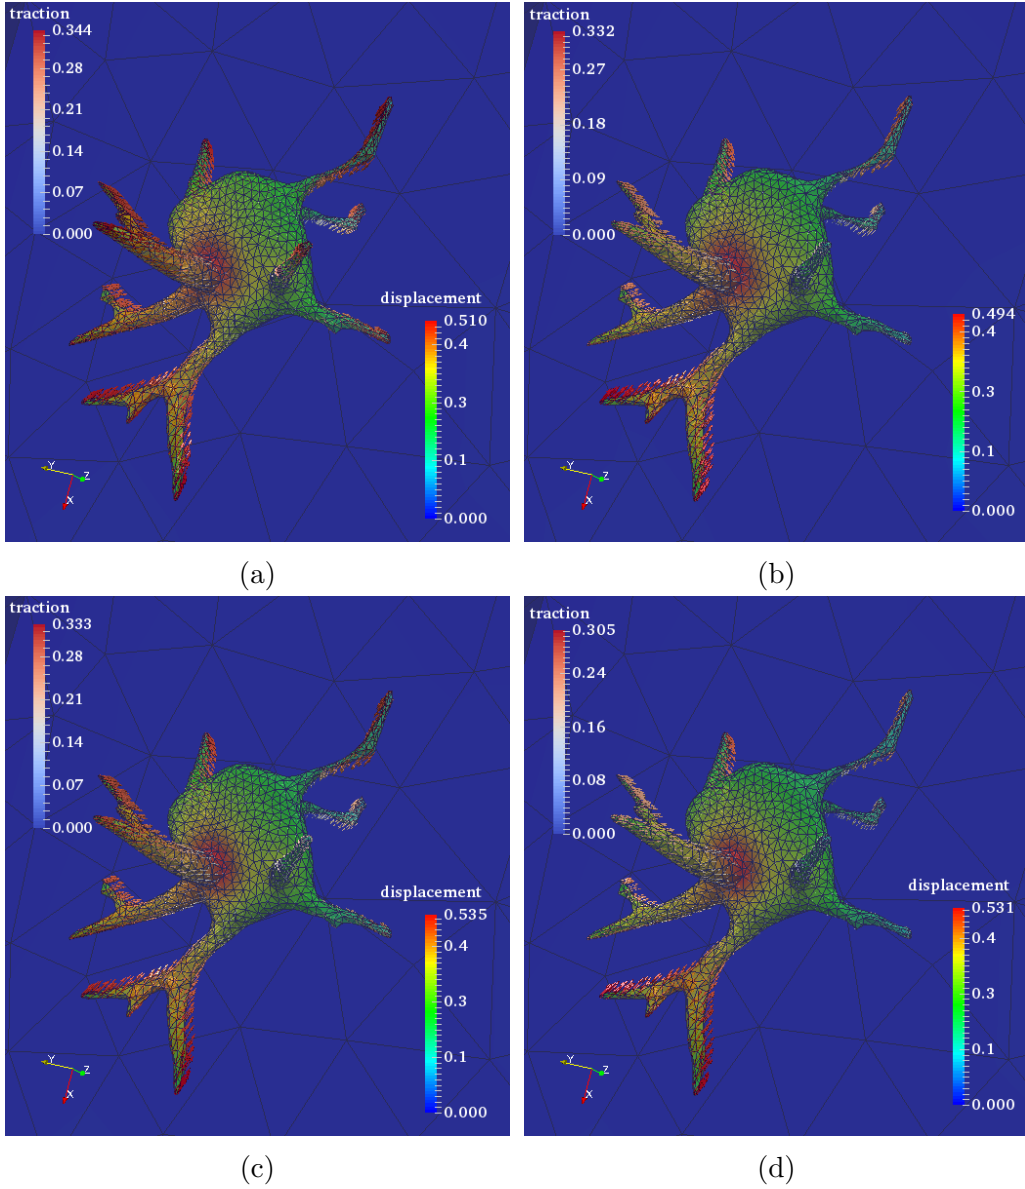 traction
0.344
0.28
0.21
0.14
0.07
0.000
displacement
0.510
0.4
0.3
0.1
0.000
Y
Z
X
(a)
traction
0.332
0.27
0.18
0.09
0.000
0.494
0.4
0.3
0.1
0.000
Y
Z
X
(b)
traction
0.333
0.28
0.21
0.14
0.07
0.000
displacement
0.535
0.4
0.3
0.1
0.000
Y
Z
X
(c)
traction
0.305
0.24
0.16
0.08
0.000
displacement
0.531
0.4
0.3
0.1
0.000
Y
Z
X
(d)